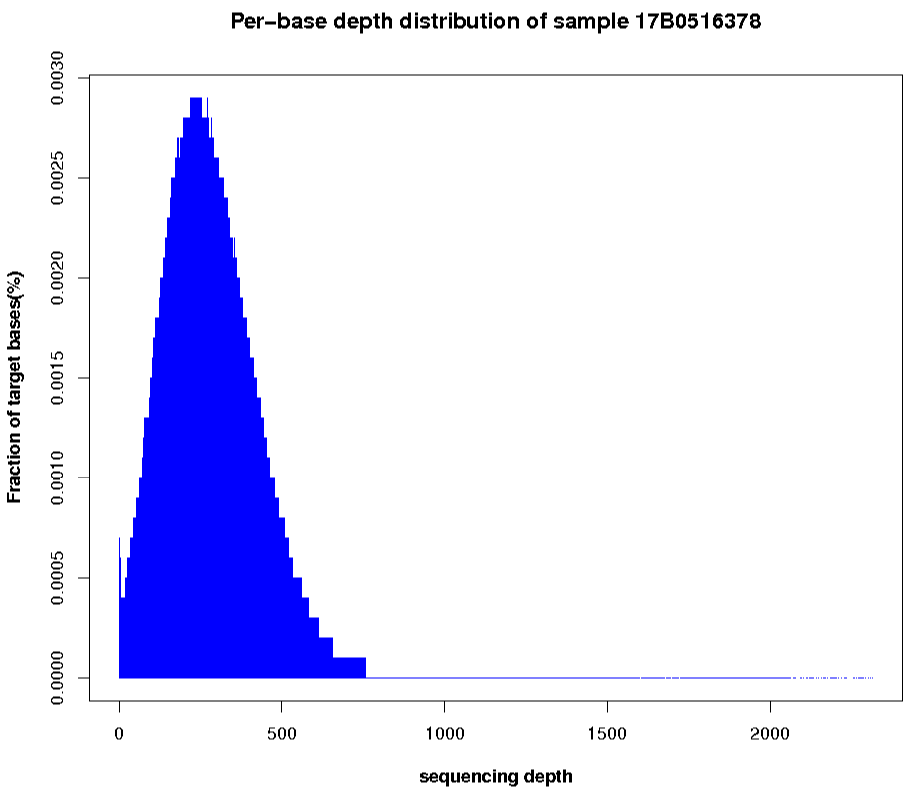 Per-base depth distribution of sample 17B0516378
Fraction of target bases(%)
0.0030
0.0025
0.0020
0.0015
0.0010
0.0005
0.0000
0 500 1000 1500 2000
sequencing depth